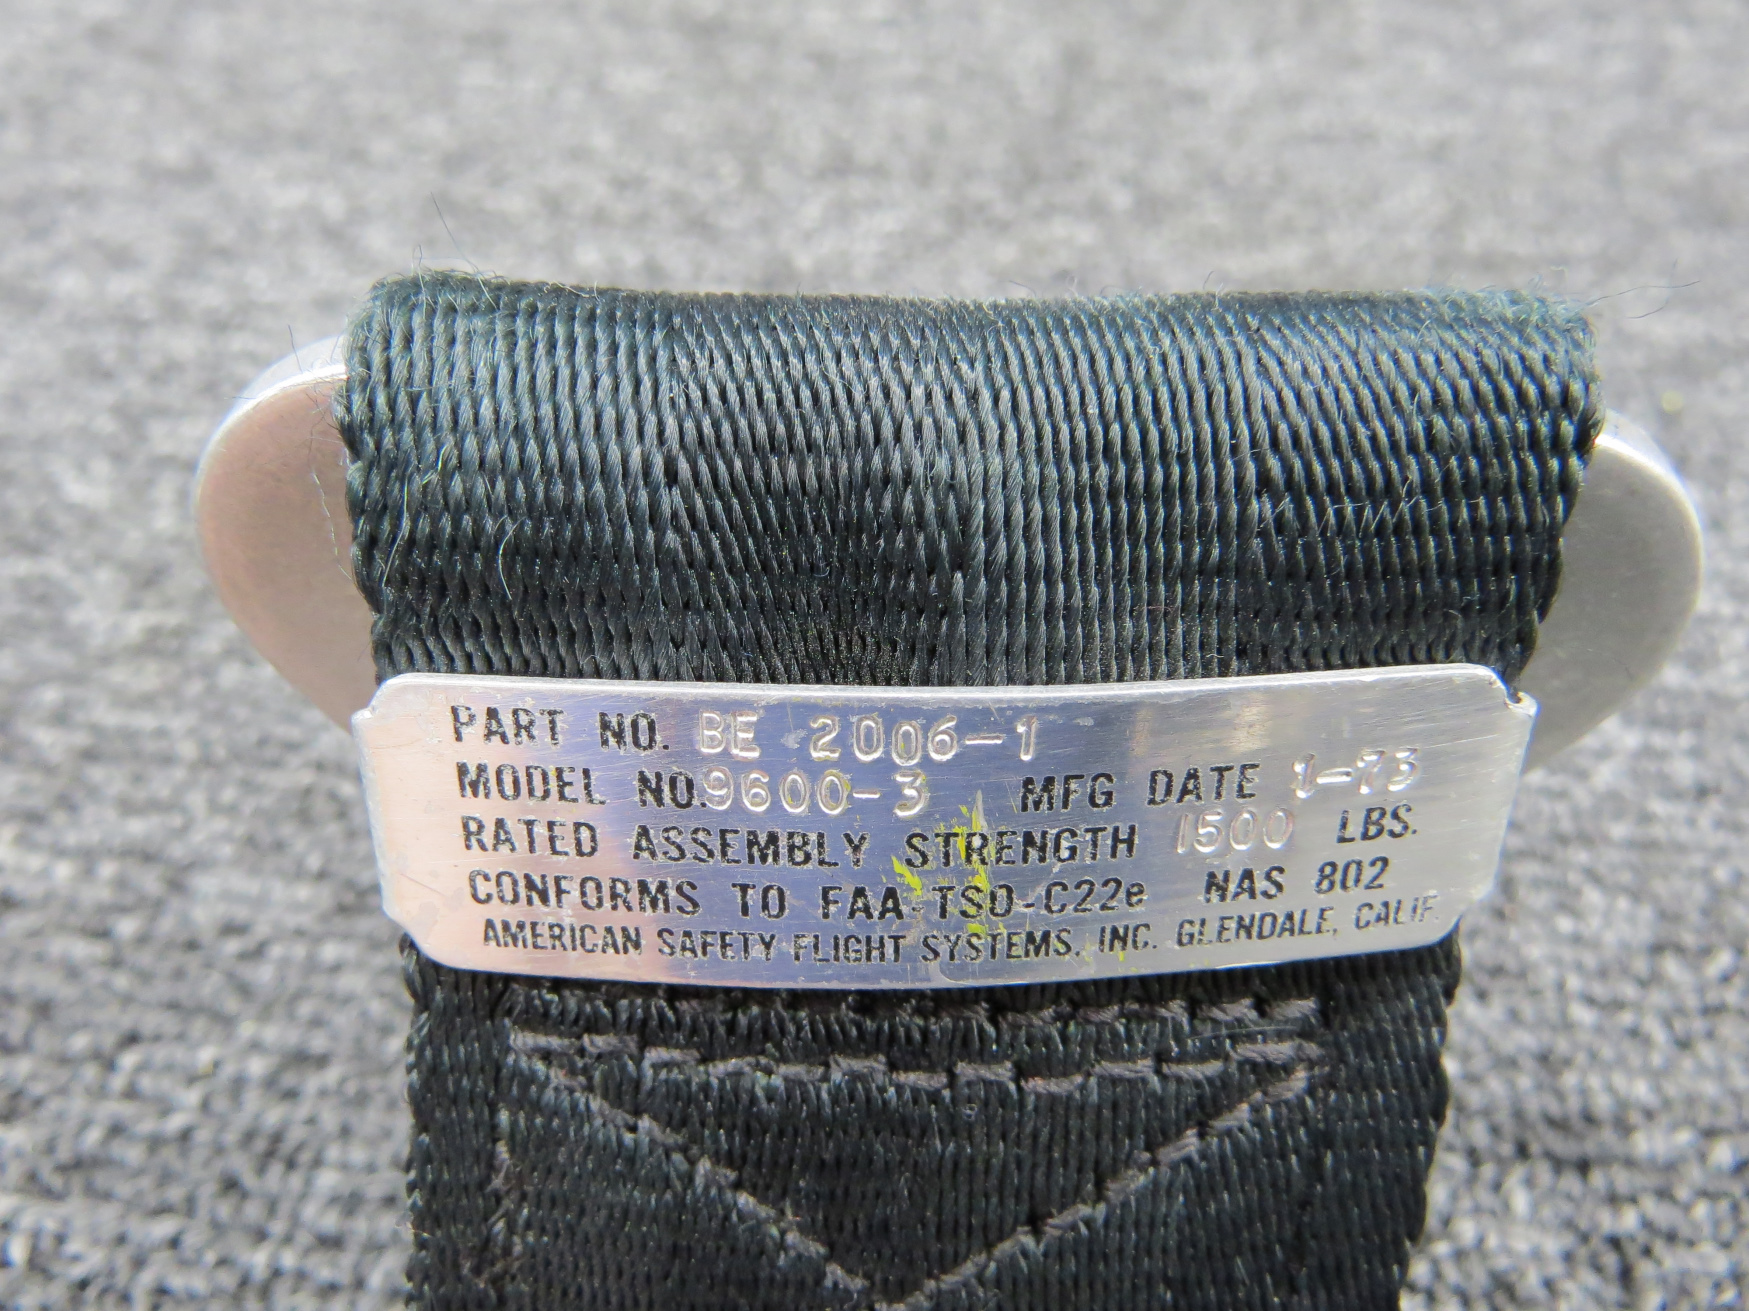 PART NO. BE 2006-1
MODEL NO. 9600-3 MFG DATE 1-73
RATED ASSEMBLY STRENGTH 1500 LBS.
CONFORMS TO FAA-TSO-C22e NAS 802
AMERICAN SAFETY FLIGHT SYSTEMS, INC. GLENDALE, CALIF.